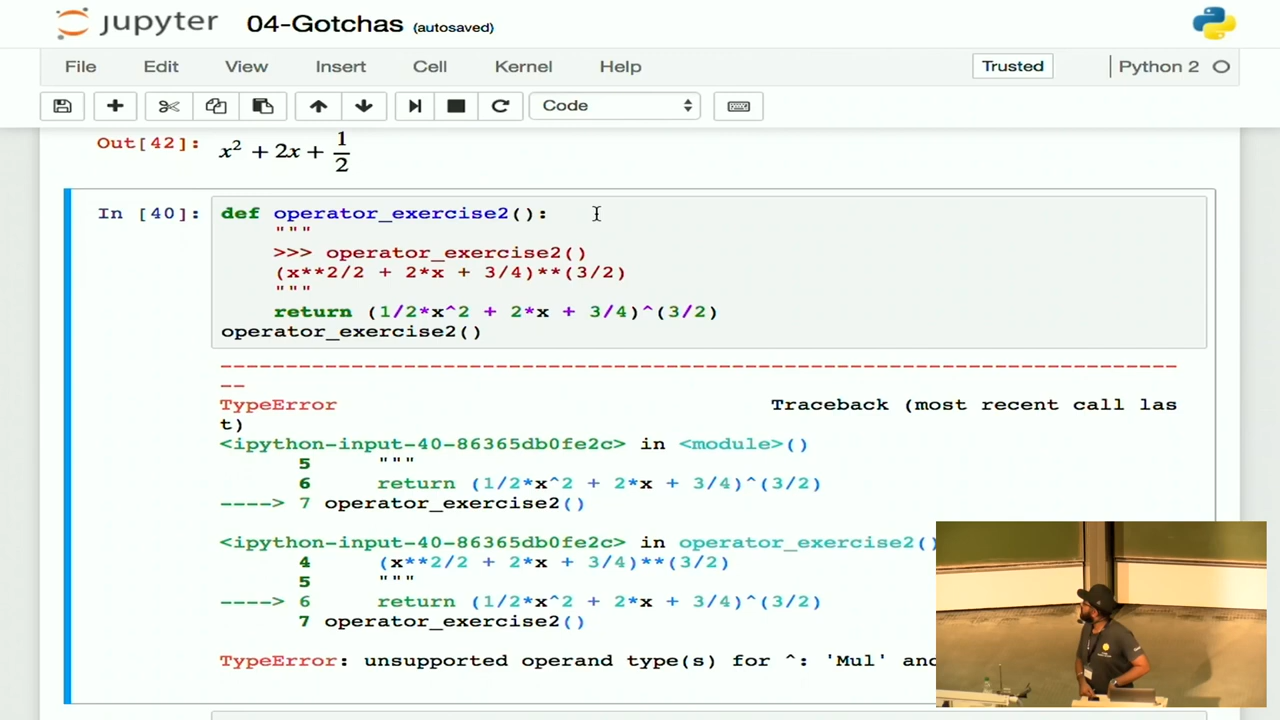 jupyter 04-Gotchas (autosaved)
File Edit View Insert Cell Kernel Help Trusted Python 2
Code
Out[42]: x² + 2x + 1/2
In [40]: def operator_exercise2():
"""
>>> operator_exercise2()
(x**2/2 + 2*x + 3/4)**(3/2)
"""
return (1/2*x^2 + 2*x + 3/4)^(3/2)
operator_exercise2()
---------------------------------------------------------------------------
--
TypeError Traceback (most recent call las
t)
<ipython-input-40-86365db0fe2c> in <module>()
5 """
6 return (1/2*x^2 + 2*x + 3/4)^(3/2)
----> 7 operator_exercise2()
<ipython-input-40-86365db0fe2c> in operator_exercise2()
4 (x**2/2 + 2*x + 3/4)**(3/2)
5 """
----> 6 return (1/2*x^2 + 2*x + 3/4)^(3/2)
7 operator_exercise2()
TypeError: unsupported operand type(s) for ^: 'Mul' and